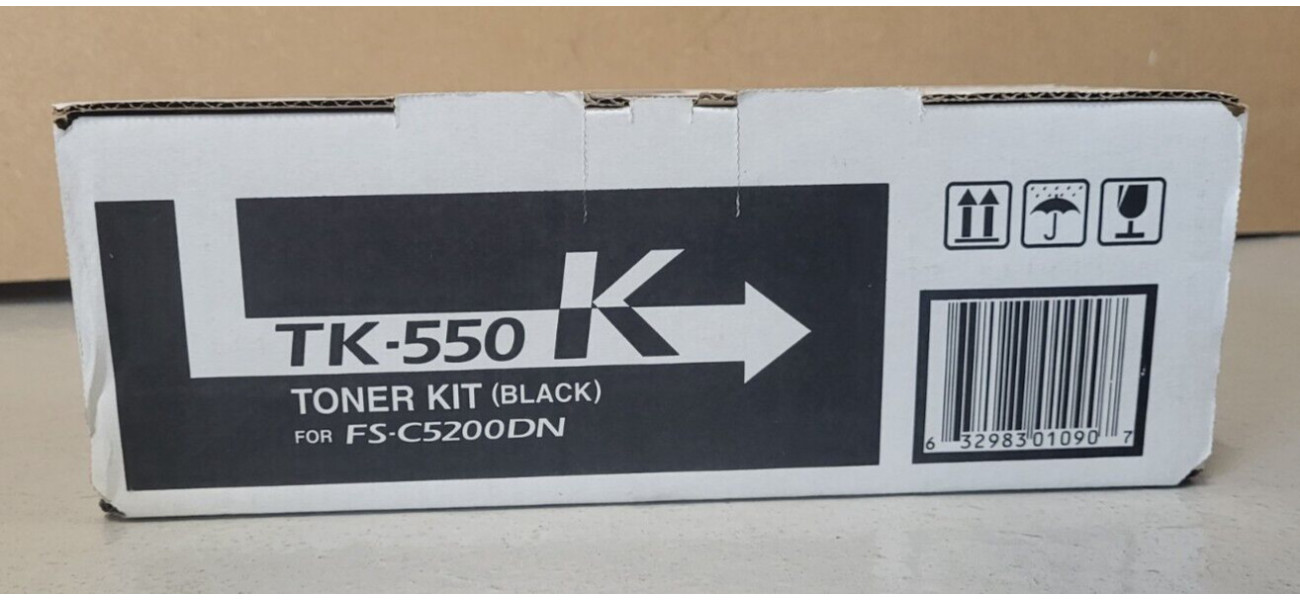 TK-550 K
TONER KIT (BLACK)
FOR FS-C5200DN
6 32983 01090 7